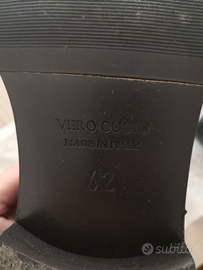 VERO CUOIO
MADE IN ITALY
42
subito